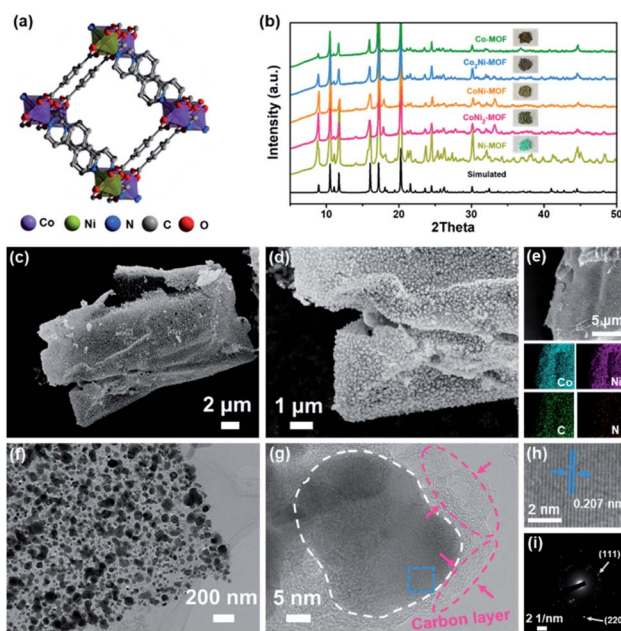 (a)
Co Ni N C O
(b)
Intensity (a.u.)
Co-MOF
Co₂Ni-MOF
CoNi-MOF
CoNi₂-MOF
Ni-MOF
Simulated
5 10 20 30 40 50
2Theta
(c)
2 μm
(d)
1 μm
(e)
5 μm
Co Ni
C N
(f)
200 nm
(g)
5 nm
Carbon layer
(h)
0.207 nm
2 nm
(i)
(111)
(220)
2 1/nm